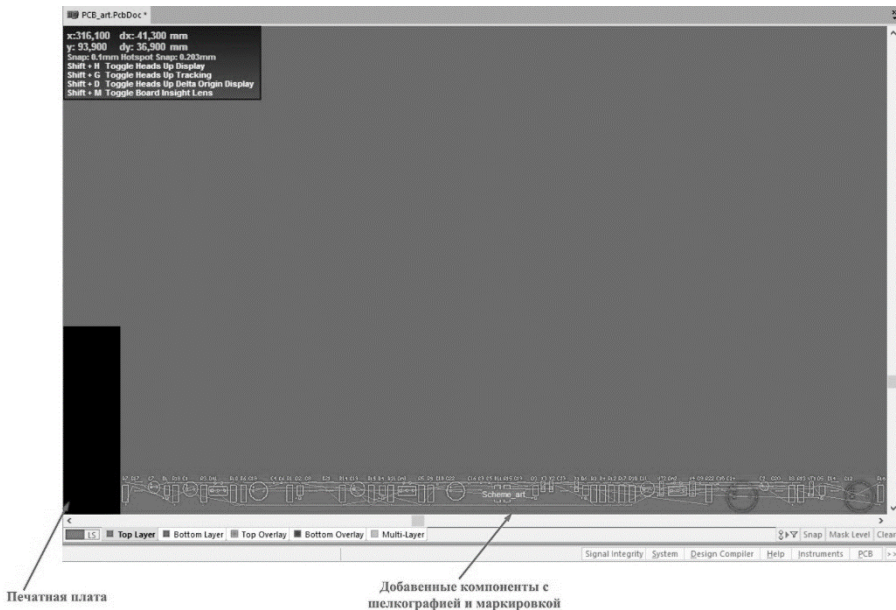 PCB_art.PcbDoc *
x:316,100 dx:-41,300 mm
y: 93,900 dy: 36,900 mm
Snap: 0.1mm Hotspot Snap: 0.203mm
Shift + H Toggle Heads Up Display
Shift + G Toggle Heads Up Tracking
Shift + D Toggle Heads Up Delta Origin Display
Shift + M Toggle Board Insight Lens
Scheme_art
LS Top Layer Bottom Layer Top Overlay Bottom Overlay Multi-Layer Snap Mask Level Clear
Signal Integrity System Design Compiler Help Instruments PCB >>
Печатная плата
Добавенные компоненты с
шелкографией и маркировкой